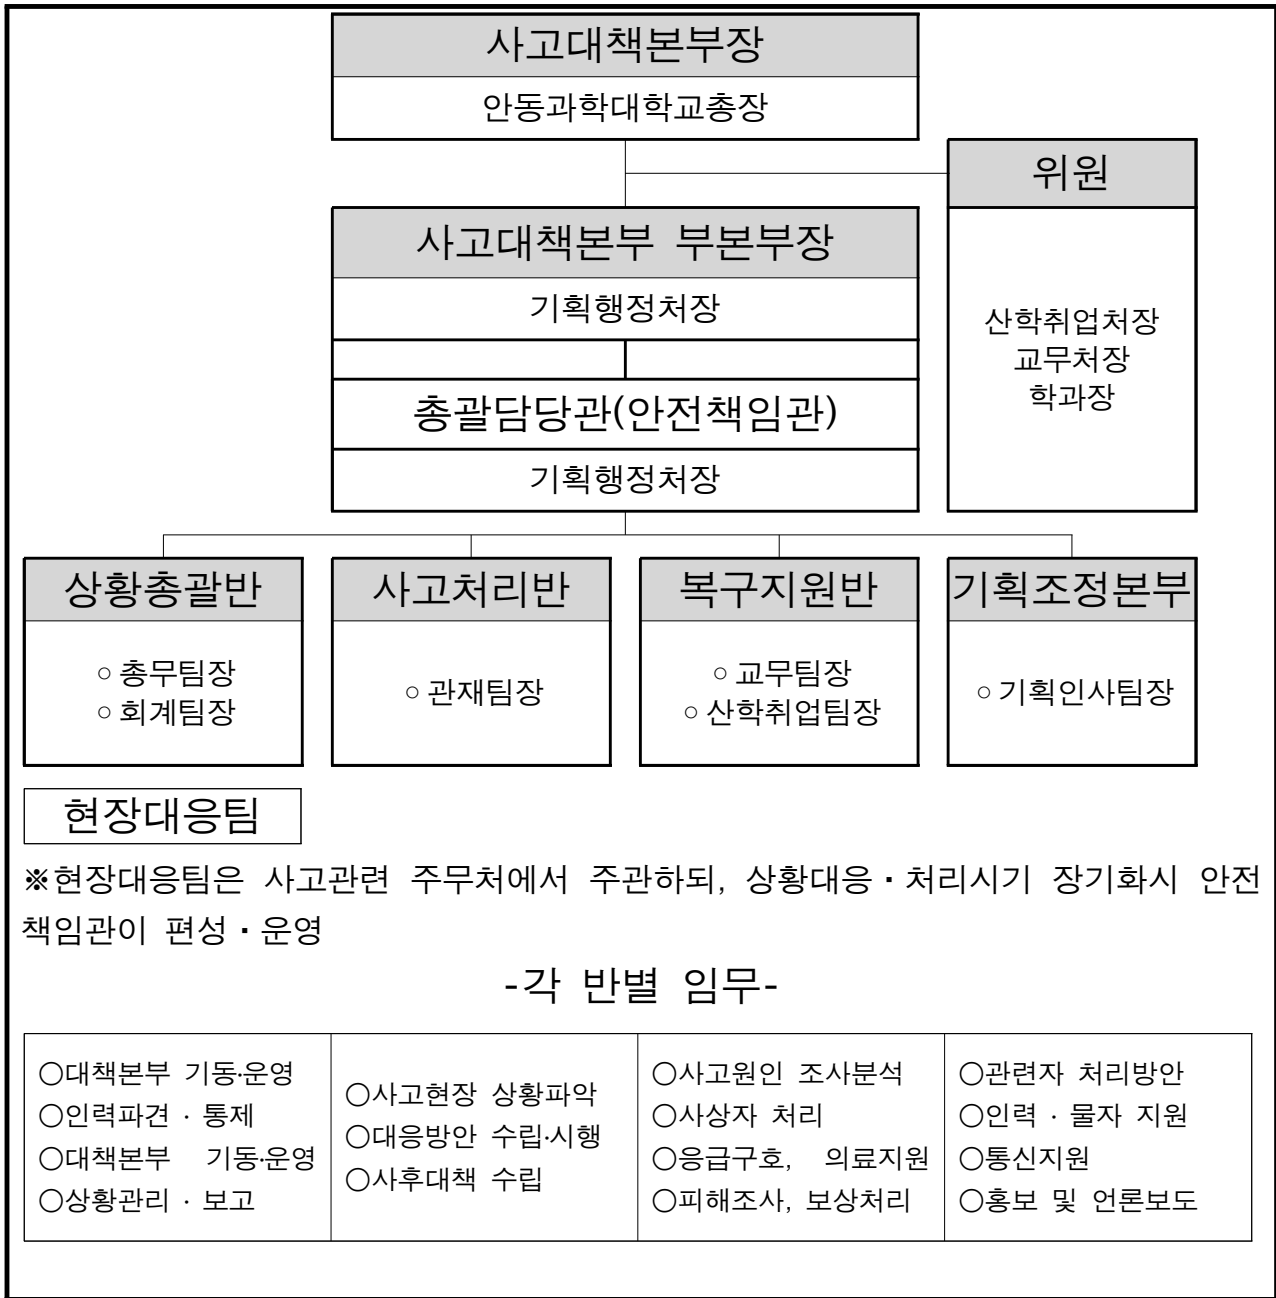 사고대책본부장
안동과학대학교총장
위원
산학취업처장
교무처장
학과장
사고대책본부 부본부장
기획행정처장
총괄담당관(안전책임관)
기획행정처장
상황총괄반
○ 총무팀장
○ 회계팀장
사고처리반
○ 관재팀장
복구지원반
○ 교무팀장
○ 산학취업팀장
기획조정본부
○ 기획인사팀장
현장대응팀
※현장대응팀은 사고관련 주무처에서 주관하되, 상황대응·처리시기 장기화시 안전
책임관이 편성·운영
-각 반별 임무-
○대책본부 기동·운영
○인력파견 · 통제
○대책본부 기동·운영
○상황관리 · 보고
○사고현장 상황파악
○대응방안 수립·시행
○사후대책 수립
○사고원인 조사분석
○사상자 처리
○응급구호, 의료지원
○피해조사, 보상처리
○관련자 처리방안
○인력 · 물자 지원
○통신지원
○홍보 및 언론보도